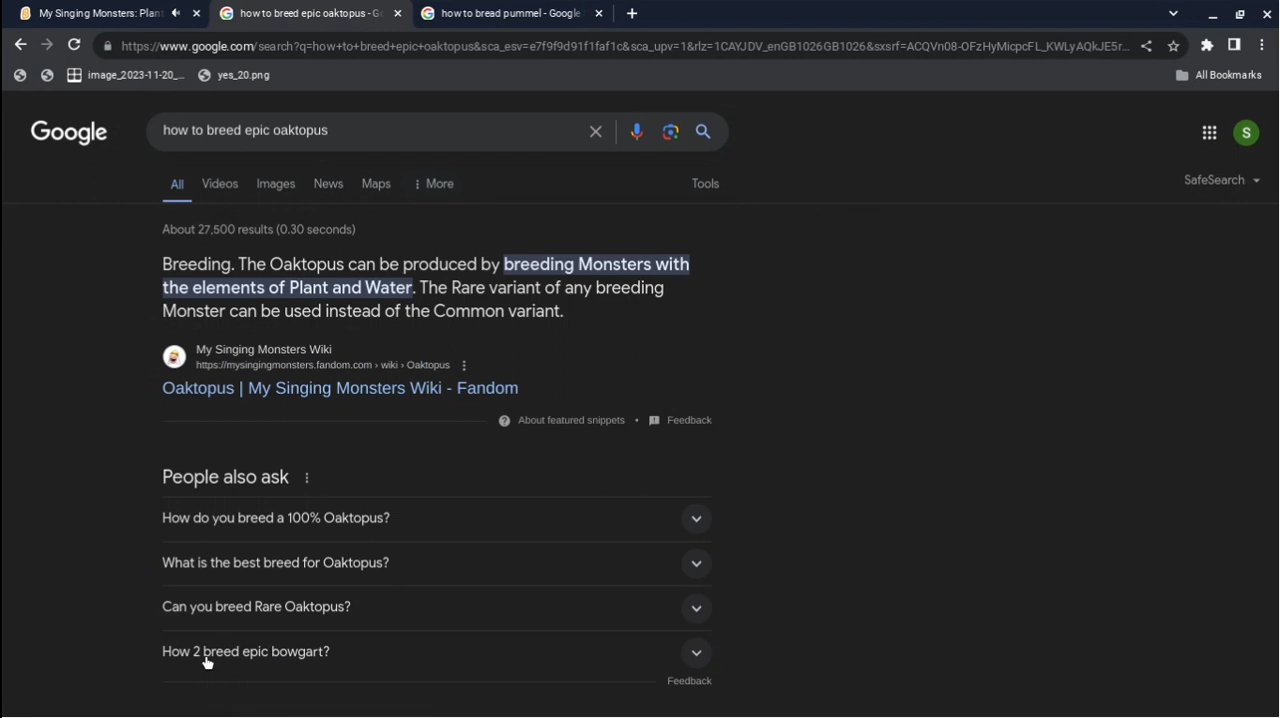 My Singing Monsters: Plant
how to breed epic oaktopus - Go
how to bread pummel - Google
https://www.google.com/search?q=how+to+breed+epic+oaktopus&sca_esv=e7f9f9d91f1faf1c&sca_upv=1&rlz=1CAYJDV_enGB1026GB1026&sxsrf=ACQVn08-OFzHyMicpcFL_KWLyAQkJE5r...
image_2023-11-20_...
yes_20.png
All Bookmarks
Google
how to breed epic oaktopus
S
All Videos Images News Maps More Tools
SafeSearch
About 27,500 results (0.30 seconds)
Breeding. The Oaktopus can be produced by breeding Monsters with
the elements of Plant and Water. The Rare variant of any breeding
Monster can be used instead of the Common variant.
My Singing Monsters Wiki
https://mysingingmonsters.fandom.com › wiki › Oaktopus
Oaktopus | My Singing Monsters Wiki - Fandom
About featured snippets • Feedback
People also ask
How do you breed a 100% Oaktopus?
What is the best breed for Oaktopus?
Can you breed Rare Oaktopus?
How 2 breed epic bowgart?
Feedback